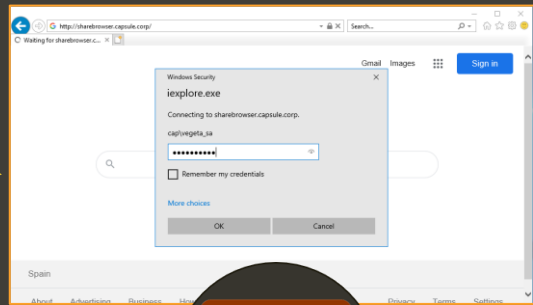 http://sharebrowser.capsule.corp/
Search...
Waiting for sharebrowser.c...
Gmail Images
Sign in
Windows Security
iexplore.exe
Connecting to sharebrowser.capsule.corp.
cap\vegeta_sa
••••••••••
Remember my credentials
More choices
OK Cancel
Spain
About Advertising Business How
Privacy Terms Settings